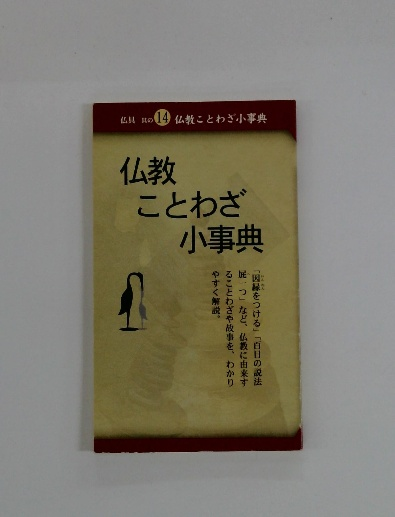 仏具 其の14 仏教ことわざ小事典
仏教
ことわざ
小事典
「因縁をつける」「百日の説法
屁一つ」など、仏教に由来す
ることわざや故事を、わかり
やすく解説。